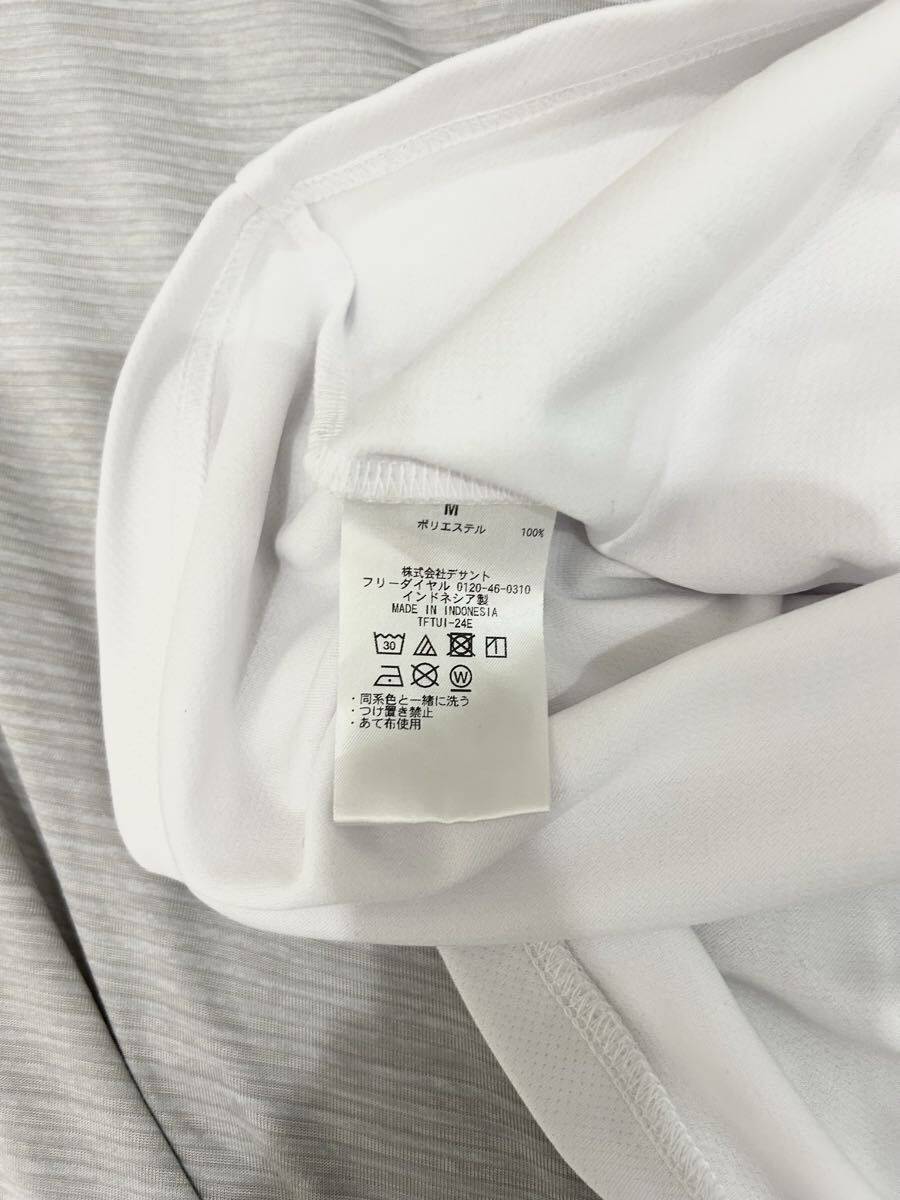 M
ポリエステル 100%
株式会社デサント
フリーダイヤル 0120-46-0310
インドネシア製
MADE IN INDONESIA
TFTUI-24E
30
W
・同系色と一緒に洗う
・つけ置き禁止
・あて布使用